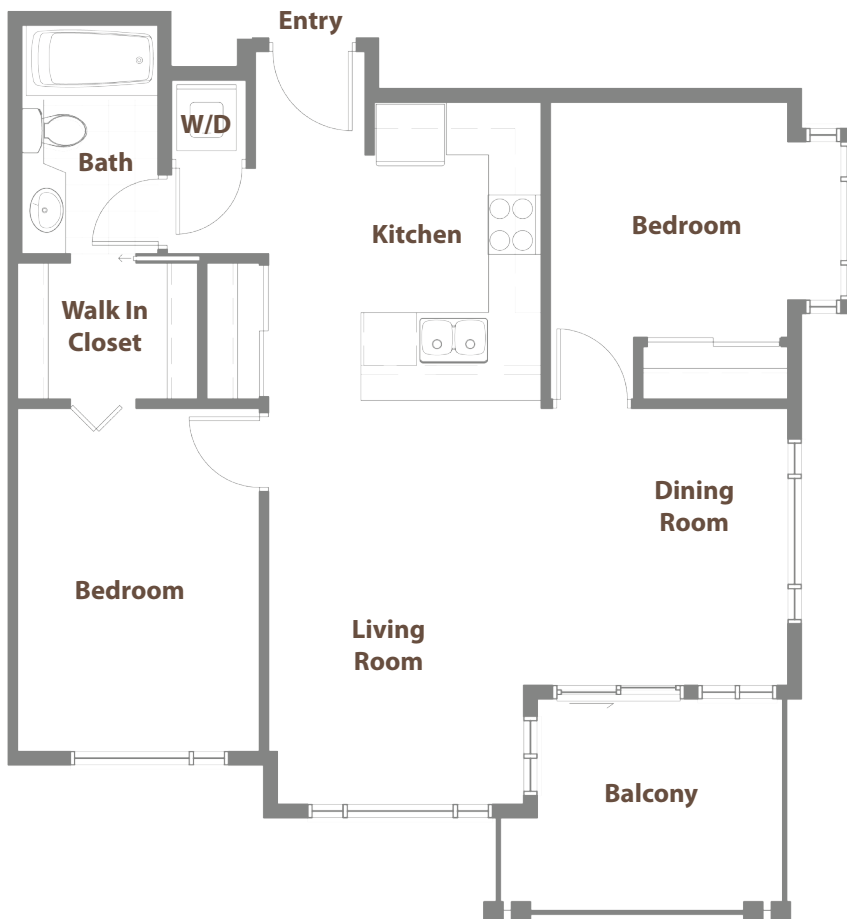 Entry
W/D
Bath
Kitchen
Bedroom
Walk In
Closet
Dining
Room
Bedroom
Living
Room
Balcony